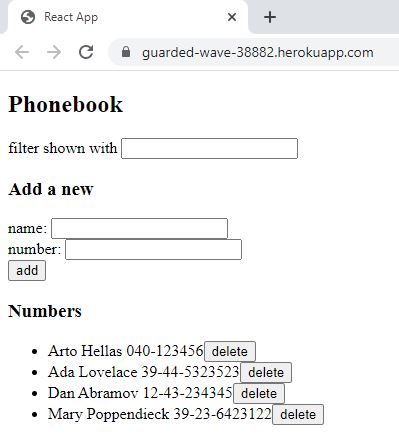 React App
guarded-wave-38882.herokuapp.com
Phonebook
filter shown with
Add a new
name:
number:
add
Numbers
Arto Hellas 040-123456 delete
Ada Lovelace 39-44-5323523 delete
Dan Abramov 12-43-234345 delete
Mary Poppendieck 39-23-6423122 delete